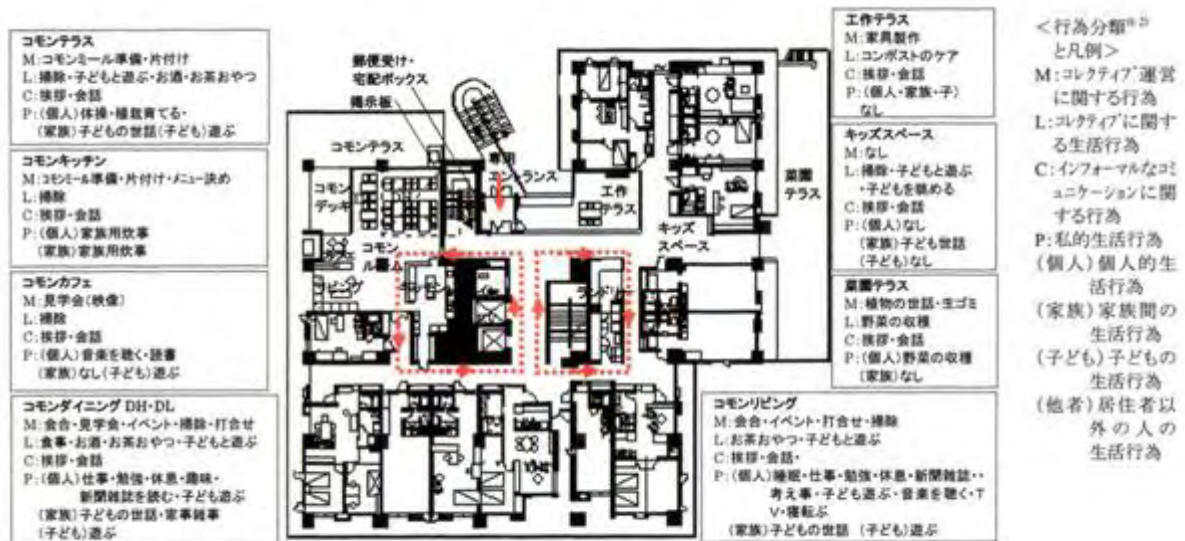 コモンテラス
M:コモンミール準備・片付け
L:掃除・子どもと遊ぶ・お酒・お茶おやつ
C:挨拶・会話
P:(個人)体操・植栽育てる・
(家族)子どもの世話(子ども)遊ぶ
コモンキッチン
M:コモンミール準備・片付け・メニュー決め
L:掃除
C:挨拶・会話
P:(個人)家族用炊事
(家族)家族用炊事
コモンカフェ
M:見学会(映像)
L:掃除
C:挨拶・会話
P:(個人)音楽を聴く・読書
(家族)なし(子ども)遊ぶ
コモンダイニング DH・DL
M:会合・見学会・イベント・掃除・打合せ
L:食事・お酒・お茶おやつ・子どもと遊ぶ
C:挨拶・会話
P:(個人)仕事・勉強・休息・趣味・
新聞雑誌を読む・子ども遊ぶ
(家族)子どもの世話・家事雑事
(子ども)遊ぶ
郵便受け・
宅配ボックス
掲示板
コモンテラス
専用
エントランス
コモン
デッキ
工作
テラス
菜園
テラス
キッズ
スペース
コモン
ルーム
リビング
ランドリ
工作テラス
M:家具製作
L:コンポストのケア
C:挨拶・会話
P:(個人・家族・子)
なし
キッズスペース
M:なし
L:掃除・子どもと遊ぶ
・子どもを眺める
C:挨拶・会話
P:(個人)なし
(家族)子ども世話
(子ども)なし
菜園テラス
M:植物の世話・生ゴミ
L:野菜の収穫
C:挨拶・会話
P:(個人)野菜の収穫
(家族)なし
コモンリビング
M:会合・イベント・打合せ・掃除
L:お茶おやつ・子どもと遊ぶ
C:挨拶・会話・
P:(個人)睡眠・仕事・勉強・休息・新聞雑誌・・
考え事・子ども遊ぶ・音楽を聴く・T
V・寝転ぶ
(家族)子どもの世話 (子ども)遊ぶ
<行為分類注2)
と凡例>
M:コレクティブ運営
に関する行為
L:コレクティブに関す
る生活行為
C:インフォーマルなコミ
ュニケーションに関
する行為
P:私的生活行為
(個人)個人的生
活行為
(家族)家族間の
生活行為
(子ども)子どもの
生活行為
(他者)居住者以
外の人の
生活行為